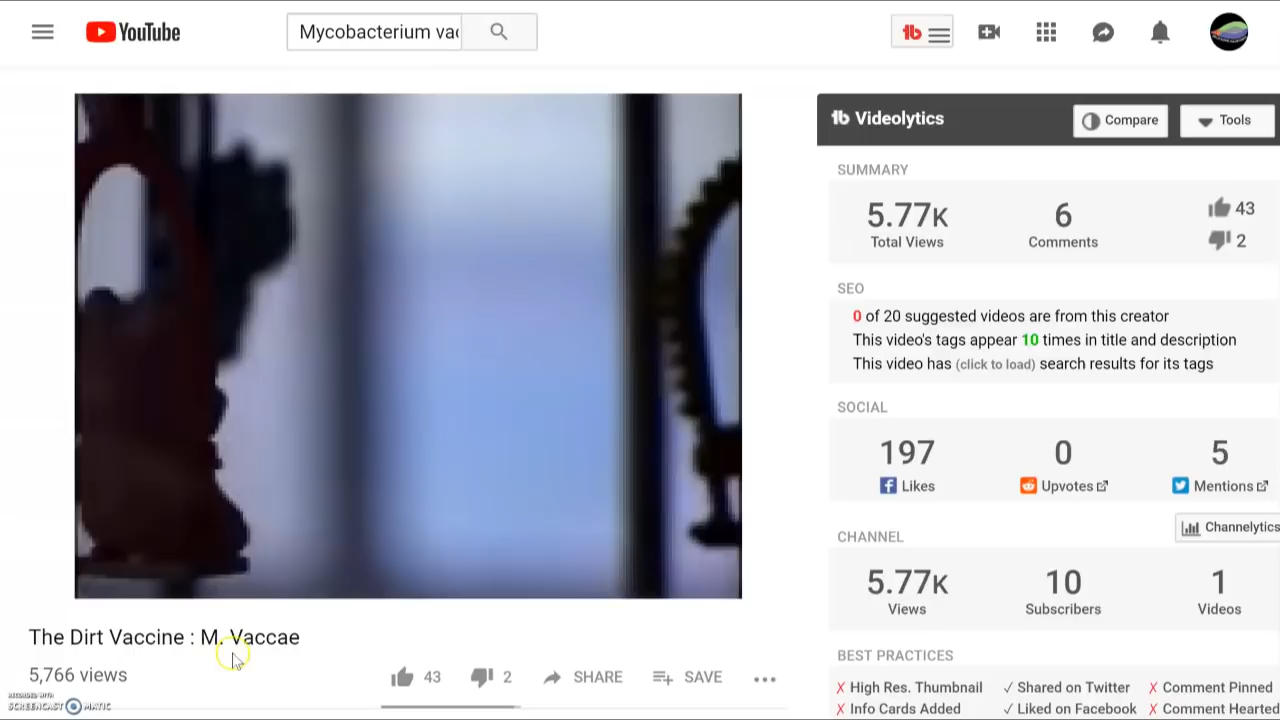 YouTube
Mycobacterium vac
Videolytics
Compare
Tools
SUMMARY
5.77K
Total Views
6
Comments
43
2
SEO
0 of 20 suggested videos are from this creator
This video's tags appear 10 times in title and description
This video has (click to load) search results for its tags
SOCIAL
197
Likes
0
Upvotes
5
Mentions
Channelytics
CHANNEL
5.77K
Views
10
Subscribers
1
Videos
BEST PRACTICES
X High Res. Thumbnail ✓ Shared on Twitter X Comment Pinned
X Info Cards Added ✓ Liked on Facebook X Comment Hearted
The Dirt Vaccine : M. Vaccae
5,766 views
43 2 SHARE SAVE
RECORDED WITH
SCREENCAST MATIC